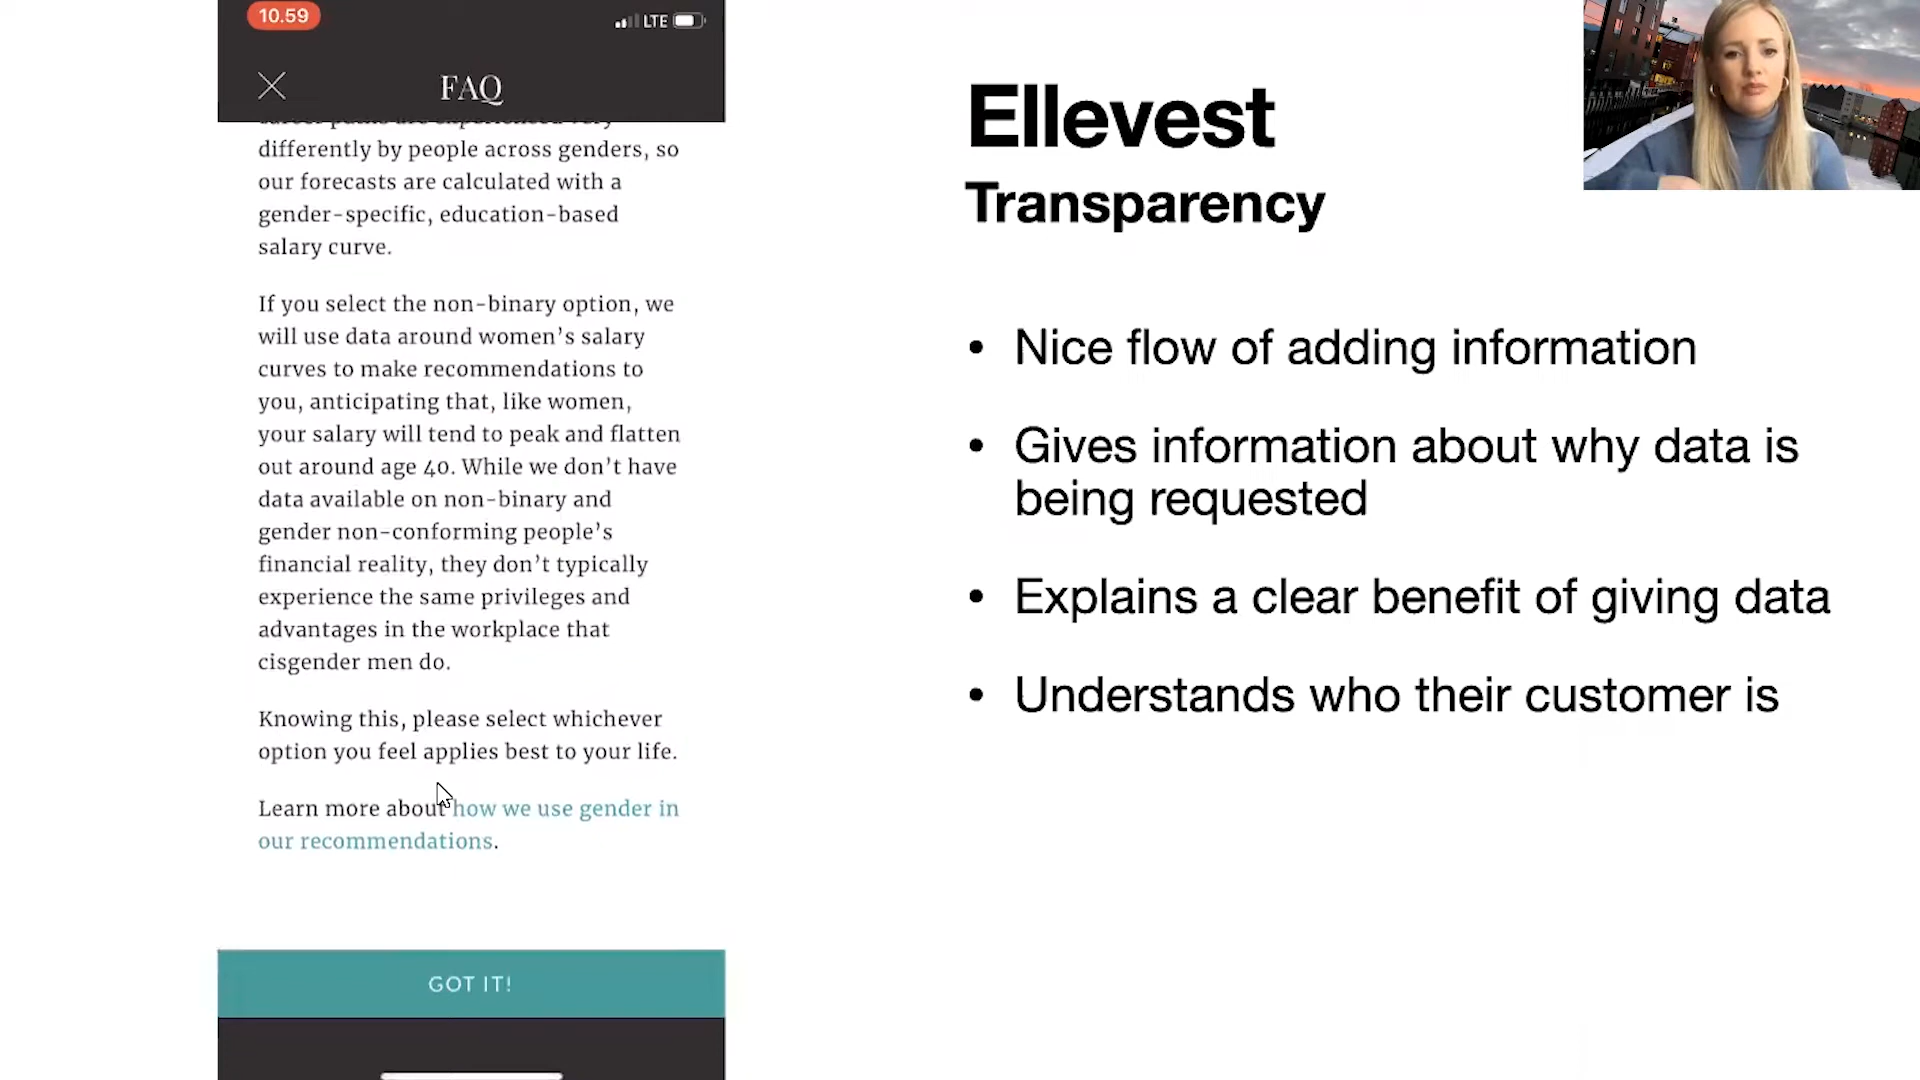 10.59
LTE
FAQ
career paths are experienced very
differently by people across genders, so
our forecasts are calculated with a
gender-specific, education-based
salary curve.
If you select the non-binary option, we
will use data around women's salary
curves to make recommendations to
you, anticipating that, like women,
your salary will tend to peak and flatten
out around age 40. While we don't have
data available on non-binary and
gender non-conforming people's
financial reality, they don't typically
experience the same privileges and
advantages in the workplace that
cisgender men do.
Knowing this, please select whichever
option you feel applies best to your life.
Learn more about how we use gender in
our recommendations.
GOT IT!
Ellevest
Transparency
• Nice flow of adding information
• Gives information about why data is
being requested
• Explains a clear benefit of giving data
• Understands who their customer is